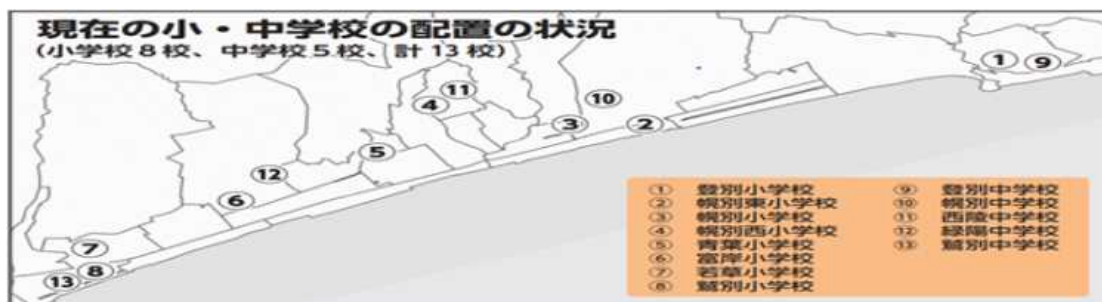 現在の小・中学校の配置の状況
（小学校8校、中学校5校、計13校）
① ⑨
⑪
④ ⑩
③ ②
⑤
⑫
⑥
⑦
⑧
⑬
① 登別小学校 ⑨ 登別中学校
② 幌別東小学校 ⑩ 幌別中学校
③ 幌別小学校 ⑪ 西陵中学校
④ 幌別西小学校 ⑫ 緑陽中学校
⑤ 青葉小学校 ⑬ 鷲別中学校
⑥ 富岸小学校
⑦ 若草小学校
⑧ 鷲別小学校